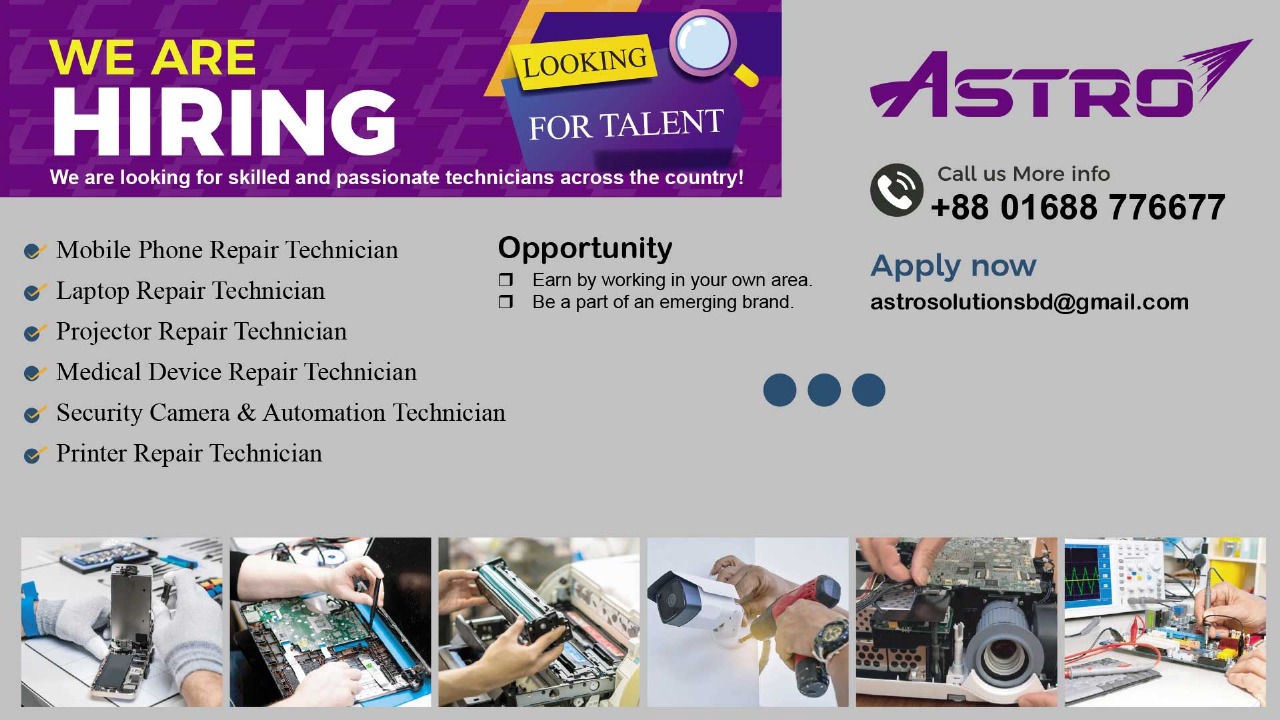 WE ARE
HIRING
We are looking for skilled and passionate technicians across the country!
LOOKING
FOR TALENT
ASTRO
Call us More info
+88 01688 776677
Apply now
astrosolutionsbd@gmail.com
Mobile Phone Repair Technician
Laptop Repair Technician
Projector Repair Technician
Medical Device Repair Technician
Security Camera & Automation Technician
Printer Repair Technician
Opportunity
Earn by working in your own area.
Be a part of an emerging brand.